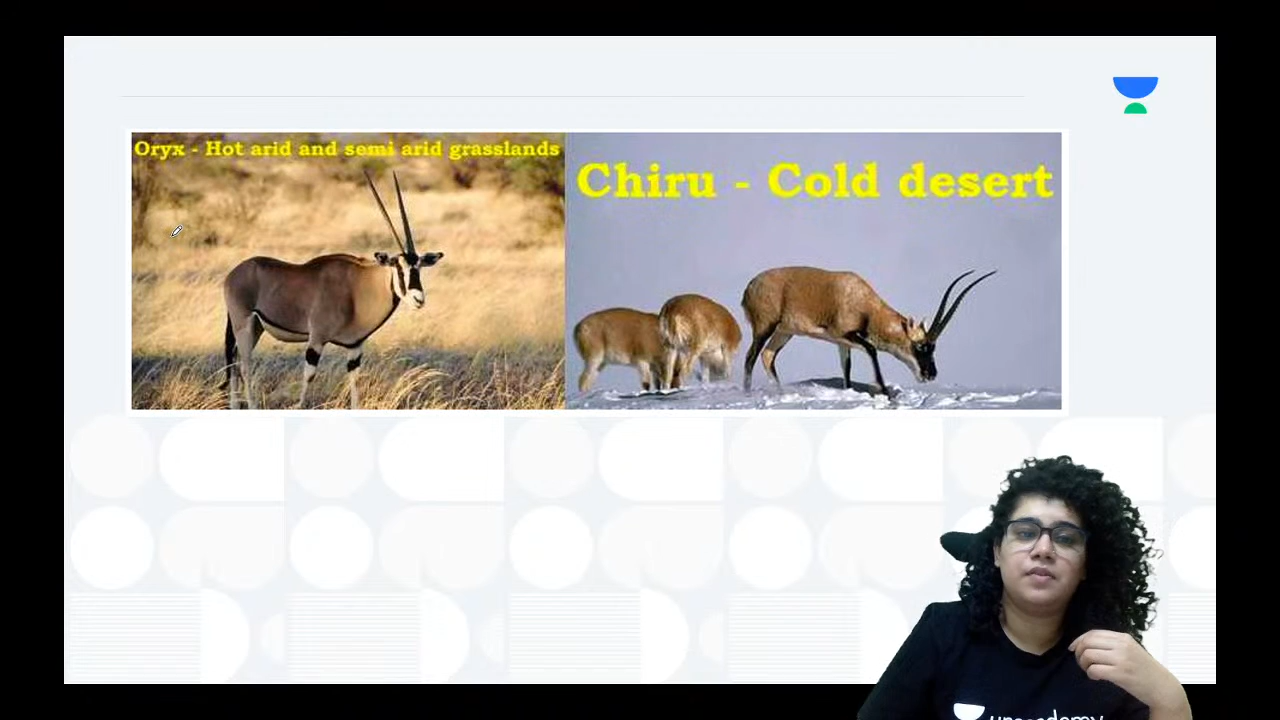 Oryx - Hot arid and semi arid grasslands
Chiru - Cold desert